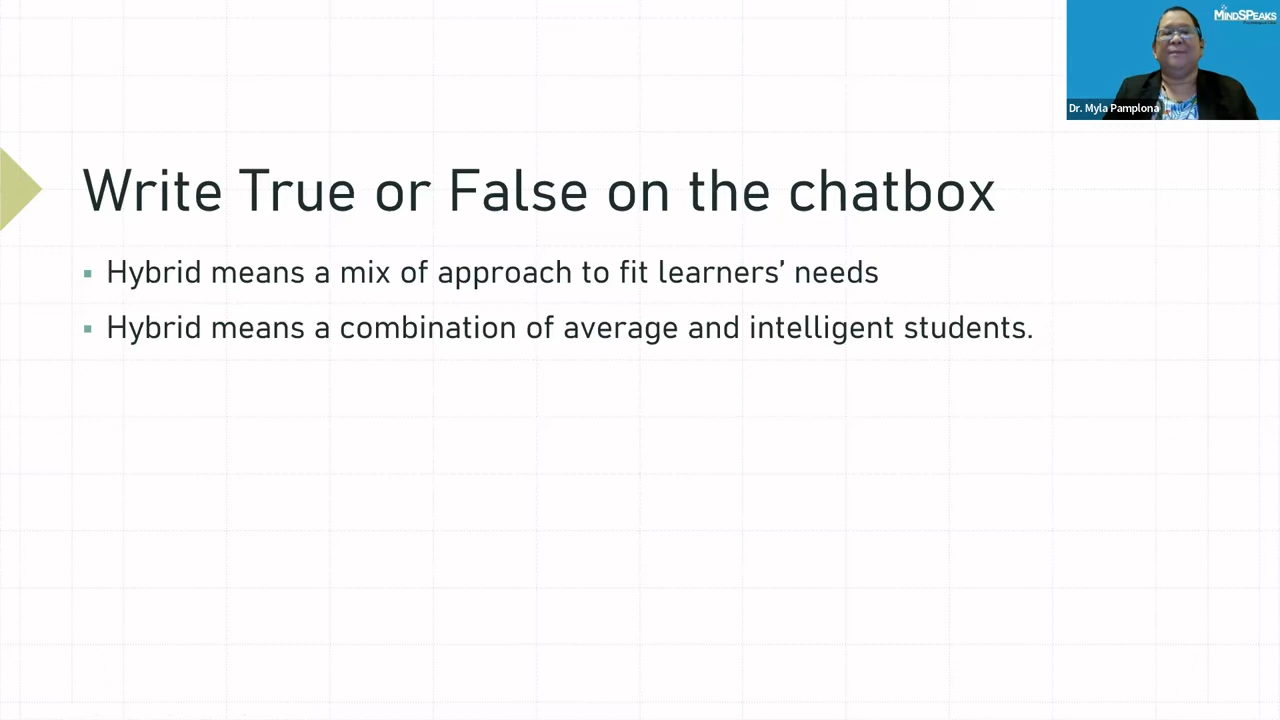 MINDSPEAKS
Dr. Myla Pamplona
Write True or False on the chatbox
Hybrid means a mix of approach to fit learners’ needs
Hybrid means a combination of average and intelligent students.